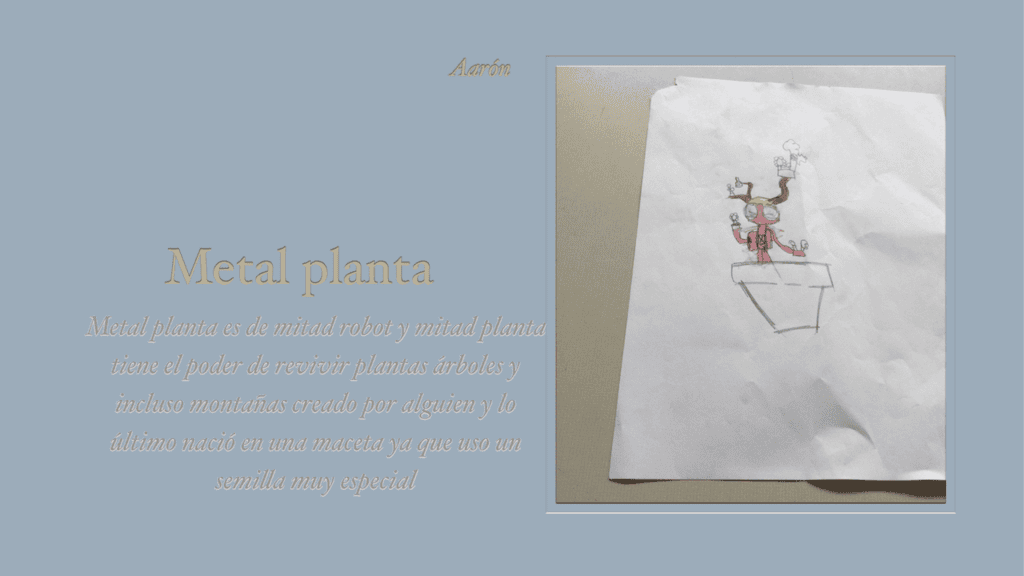 Aarón
Metal planta
Metal planta es de mitad robot y mitad planta
tiene el poder de revivir plantas árboles y
incluso montañas creado por alguien y lo
último nació en una maceta ya que uso un
semilla muy especial